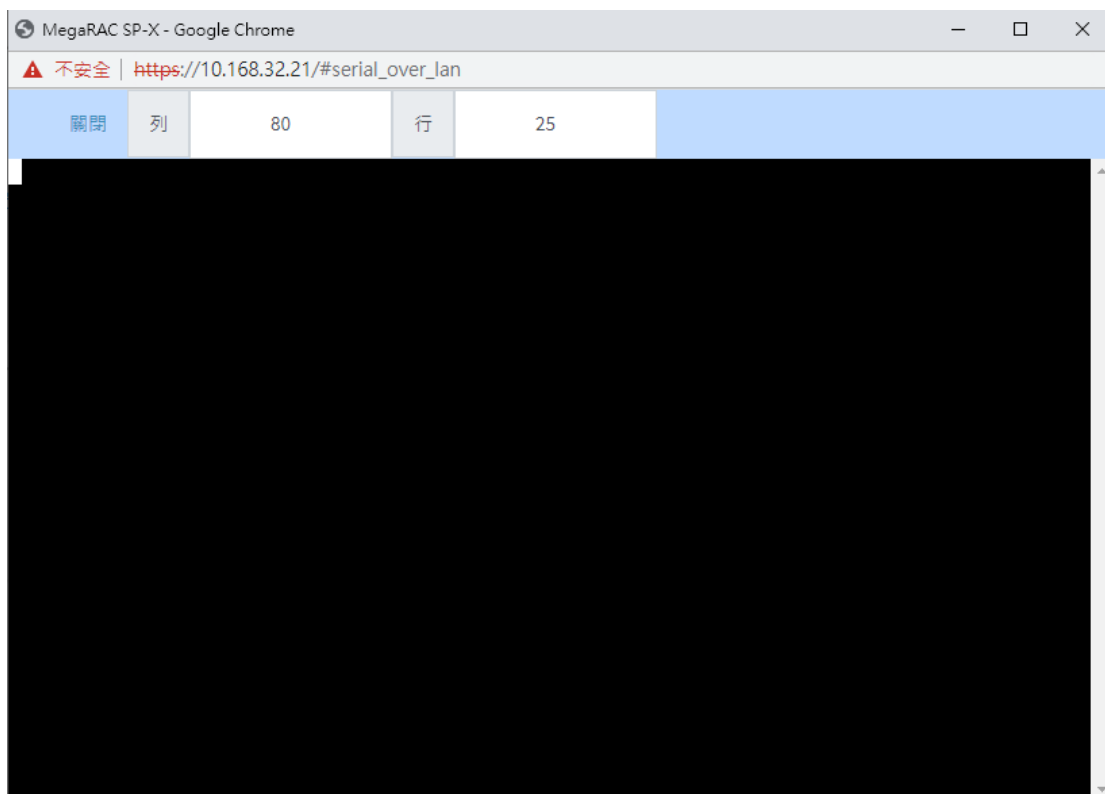 MegaRAC SP-X - Google Chrome
不安全 | https://10.168.32.21/#serial_over_lan
關閉 列 80 行 25